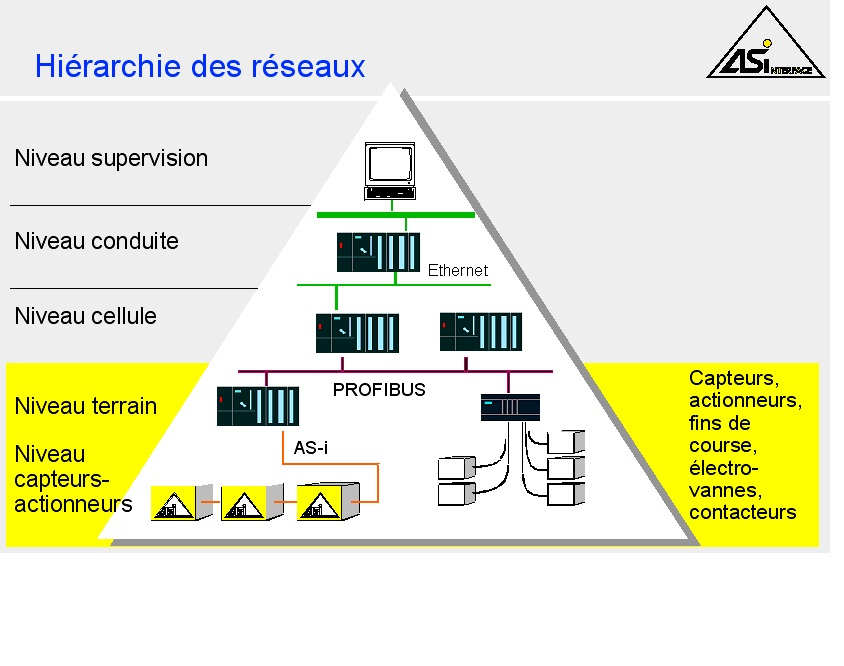 Hiérarchie des réseaux
ASi INTERFACE
Niveau supervision
Niveau conduite
Ethernet
Niveau cellule
PROFIBUS
Niveau terrain
AS-i
Niveau
capteurs-
actionneurs
Capteurs,
actionneurs,
fins de
course,
électro-
vannes,
contacteurs